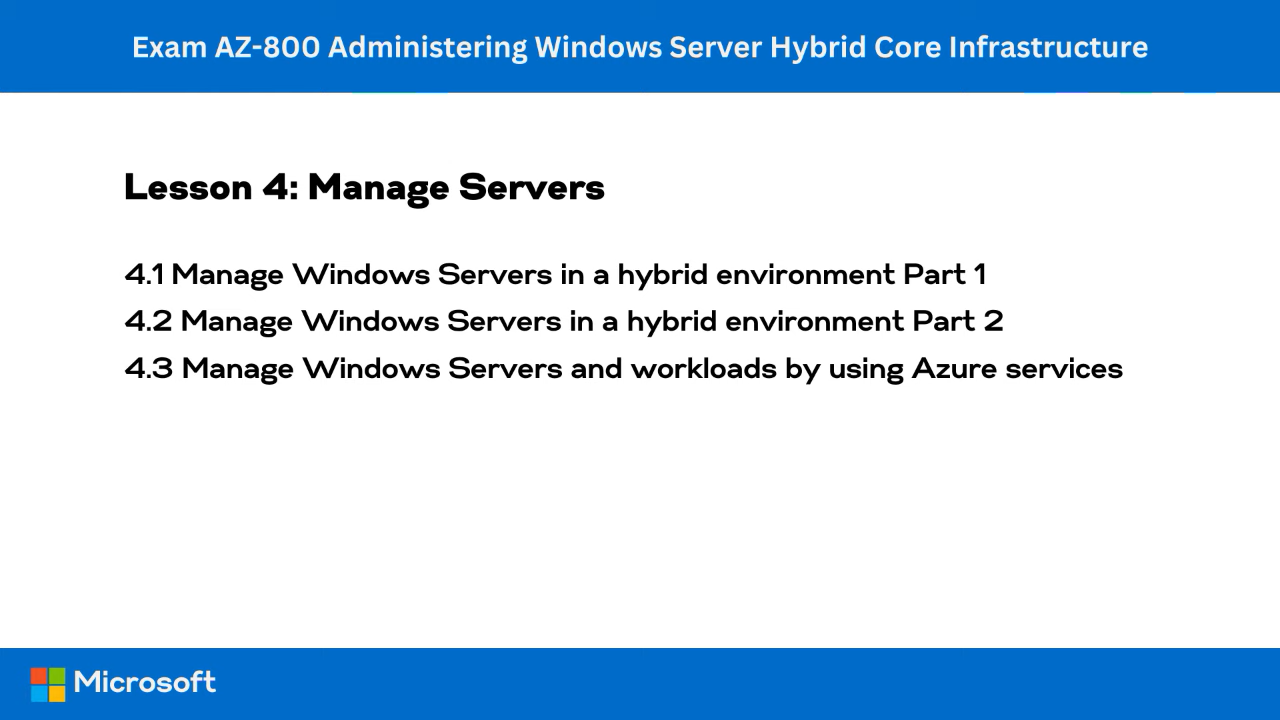 Exam AZ-800 Administering Windows Server Hybrid Core Infrastructure
Lesson 4: Manage Servers
4.1 Manage Windows Servers in a hybrid environment Part 1
4.2 Manage Windows Servers in a hybrid environment Part 2
4.3 Manage Windows Servers and workloads by using Azure services
Microsoft